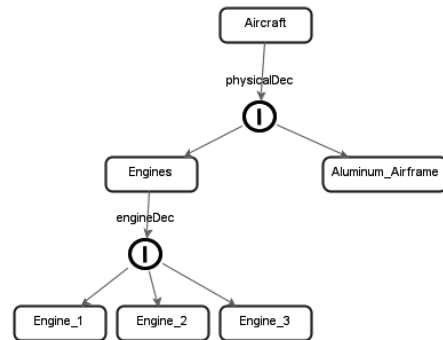 Aircraft
physicalDec
Engines
Aluminum_Airframe
engineDec
Engine_1
Engine_2
Engine_3